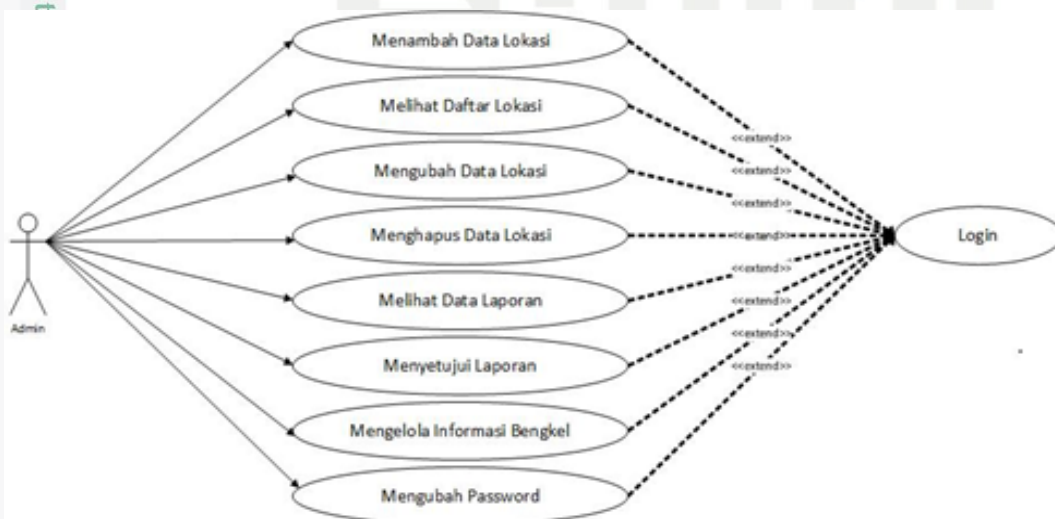 Menambah Data Lokasi
Melihat Daftar Lokasi
<<extend>>
Mengubah Data Lokasi
<<extend>>
<<extend>>
Menghapus Data Lokasi
<<extend>>
Login
Melihat Data Laporan
<<extend>>
Admin
<<extend>>
Menyetujui Laporan
<<extend>>
<<extend>>
Mengelola Informasi Bengkel
Mengubah Password